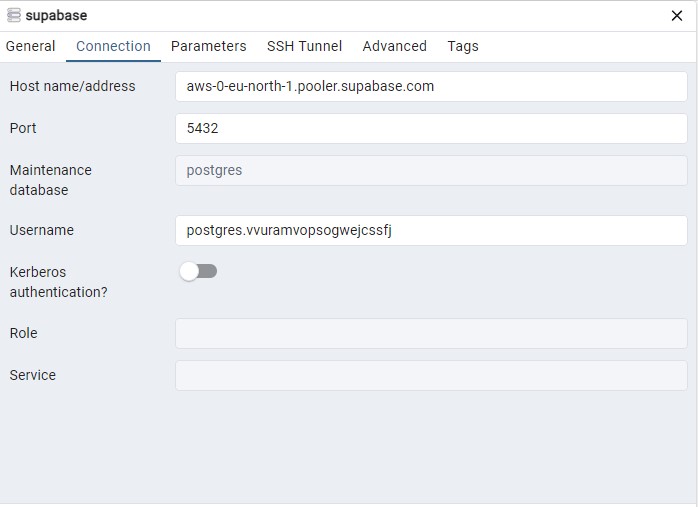 supabase
General Connection Parameters SSH Tunnel Advanced Tags
Host name/address aws-0-eu-north-1.pooler.supabase.com
Port 5432
Maintenance database postgres
Username postgres.vvuramvopsogwejcssfj
Kerberos authentication?
Role
Service